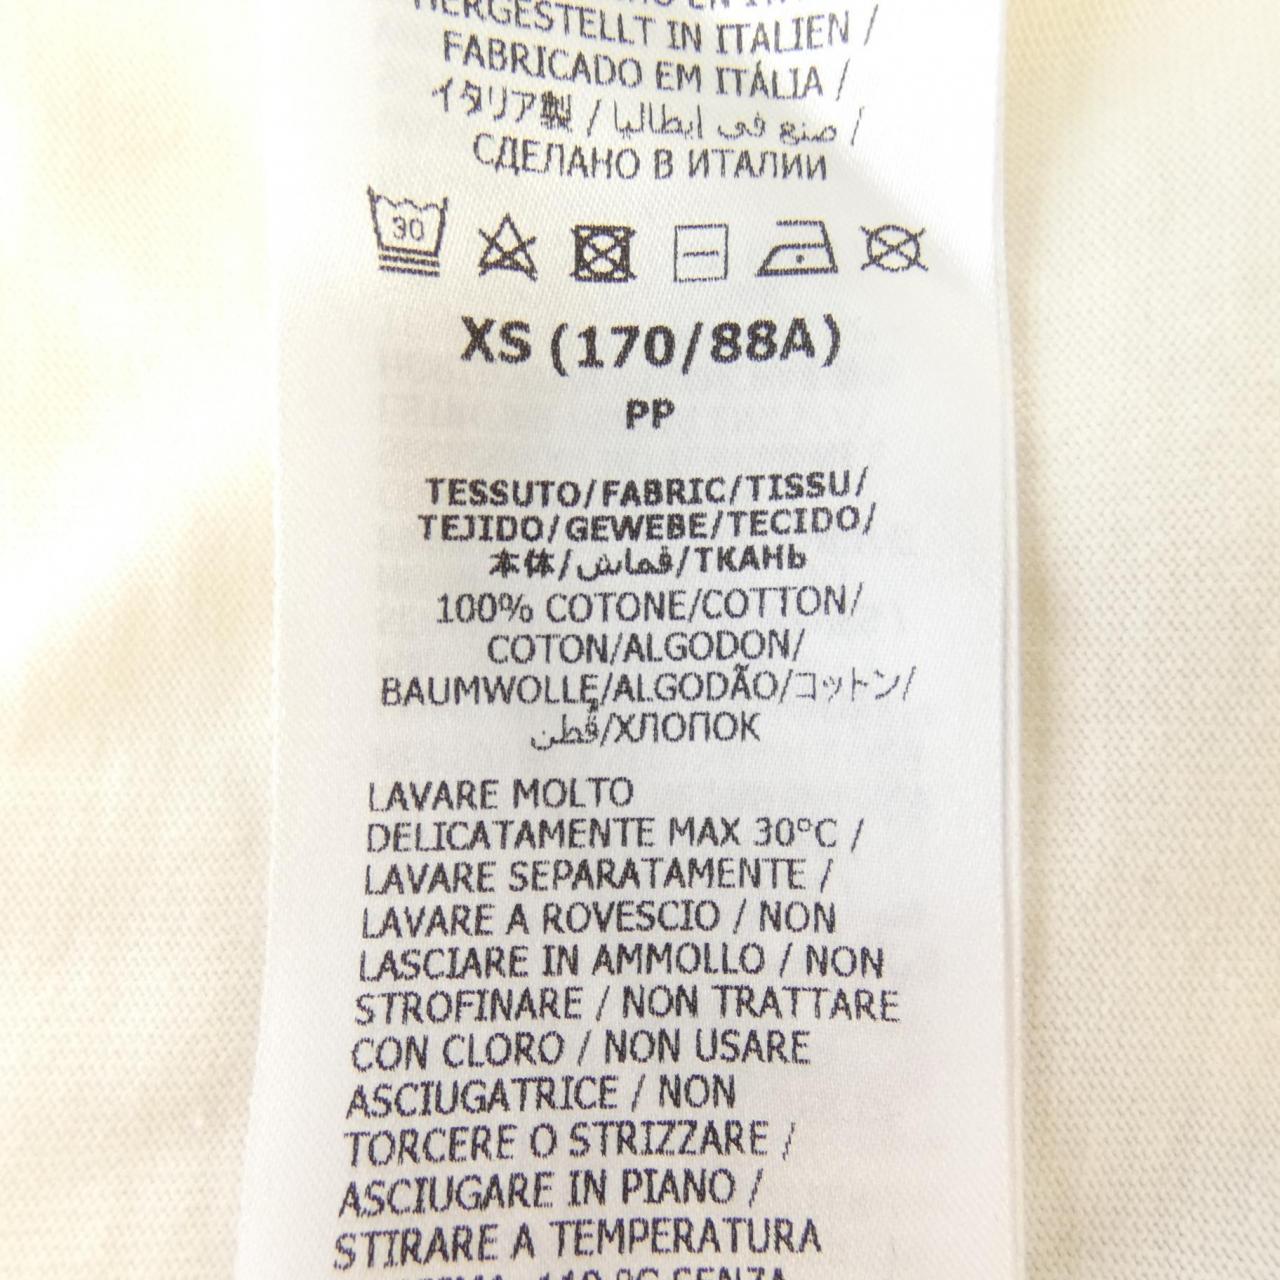 HERGESTELLT IN ITALIEN /
FABRICADO EM ITÁLIA /
イタリア製 / صنع في ايطاليا /
СДЕЛАНО В ИТАЛИИ
30
XS (170/88A)
PP
TESSUTO/FABRIC/TISSU/
TEJIDO/GEWEBE/TECIDO/
本体/قماش/ТКАНЬ
100% COTONE/COTTON/
COTON/ALGODON/
BAUMWOLLE/ALGODÃO/コットン/
قُطن/ХЛОПОК
LAVARE MOLTO
DELICATAMENTE MAX 30°C /
LAVARE SEPARATAMENTE /
LAVARE A ROVESCIO / NON
LASCIARE IN AMMOLLO / NON
STROFINARE / NON TRATTARE
CON CLORO / NON USARE
ASCIUGATRICE / NON
TORCERE O STRIZZARE /
ASCIUGARE IN PIANO /
STIRARE A TEMPERATURA
110 °C SENZA